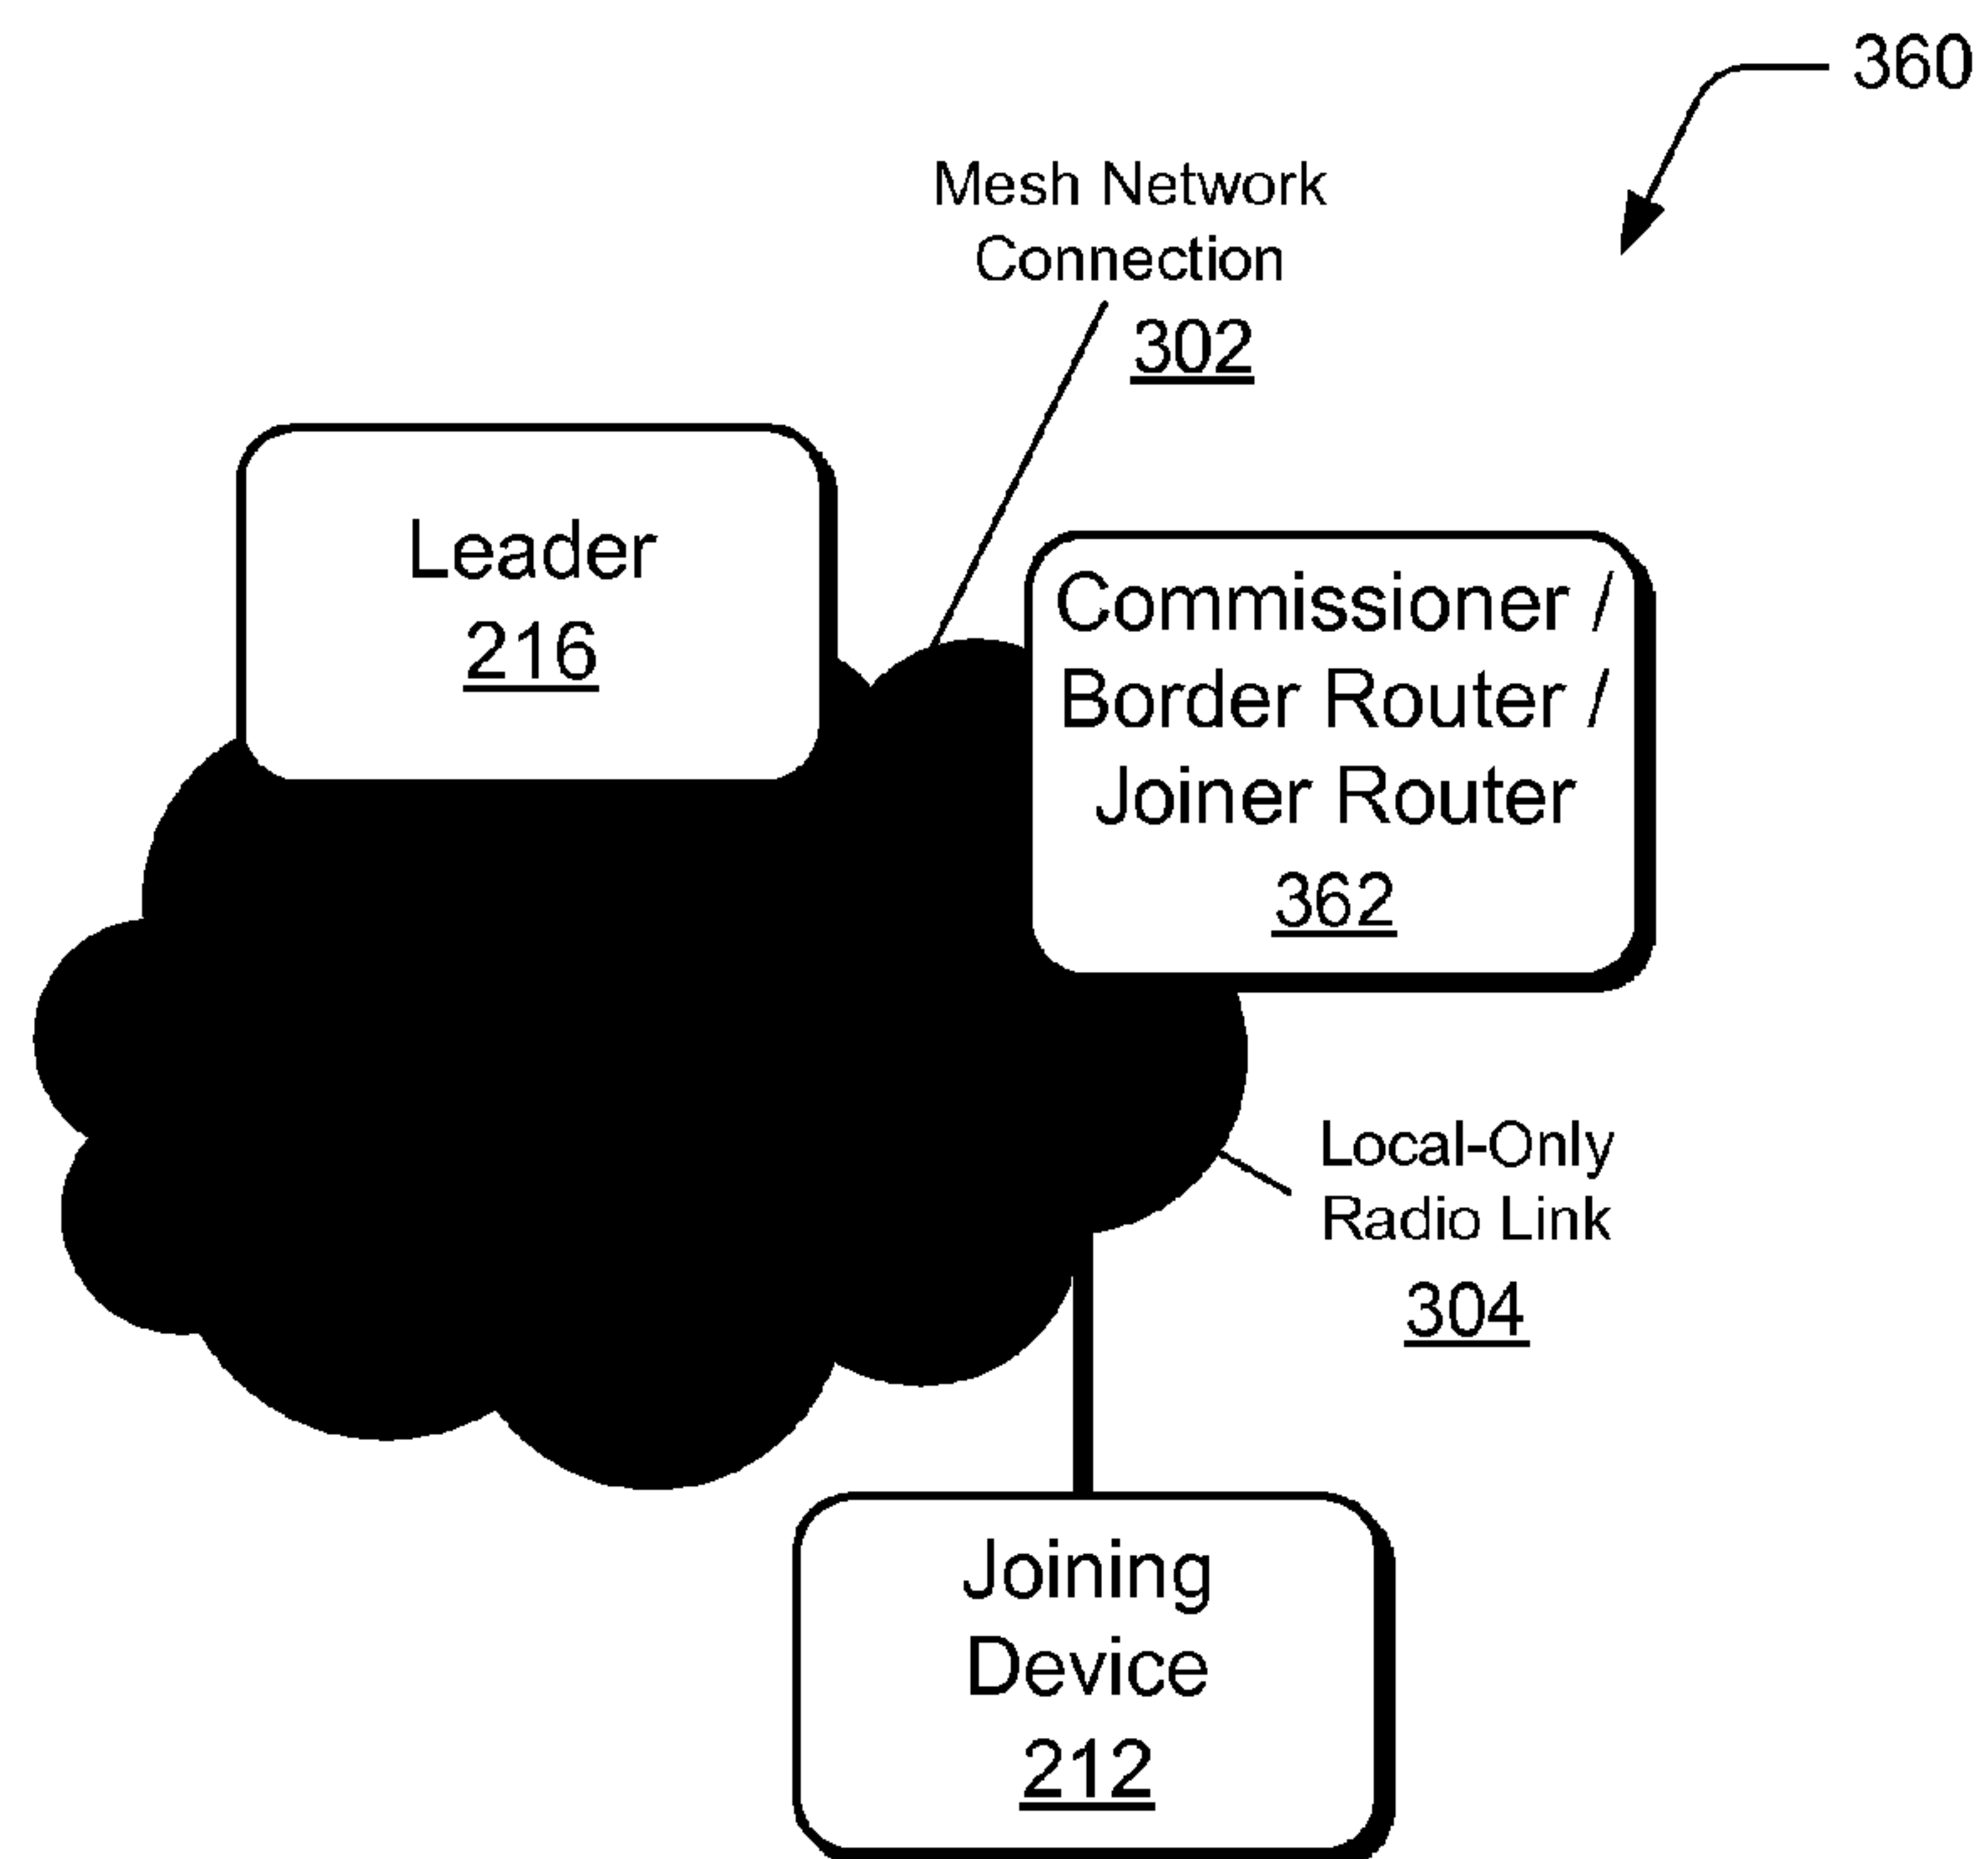 360
Mesh Network
Connection
302
Leader
216
Commissioner /
Border Router /
Joiner Router
362
Local-Only
Radio Link
304
Joining
Device
212